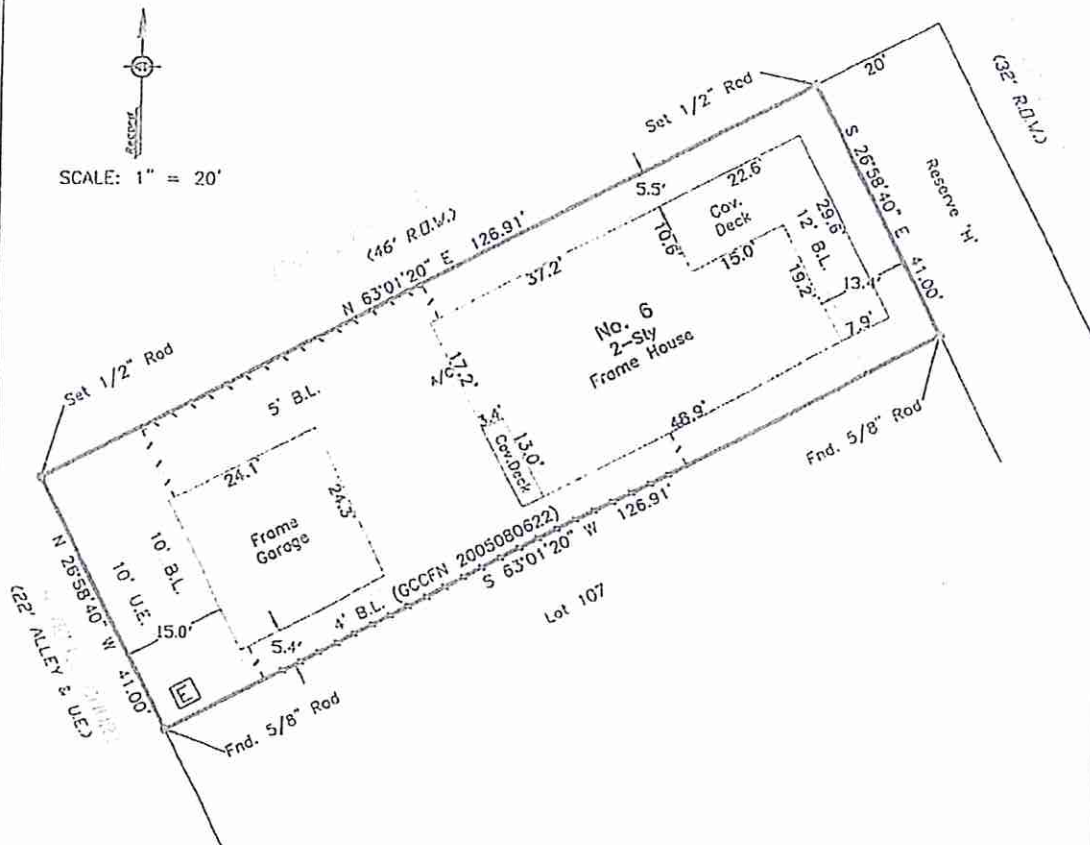 Record
SCALE: 1" = 20'
20'
(32' R.O.W.)
Set 1/2" Rod
S 26°58'40" E
41.00'
Reserve 'H'
5.5'
22.6'
Cov.
Deck
29.6'
12' B.L.
10.6'
15.0'
19.2'
13.4'
7.9'
(46' R.O.W.)
N 63°01'20" E 126.91'
37.2'
No. 6
2-Sty
Frame House
17.2'
A/C
3.4'
13.0'
Cov.Deck
48.9'
Fnd. 5/8" Rod
Set 1/2" Rod
5' B.L.
24.1'
24.3'
Frame
Garage
10' B.L.
10' U.E.
N 26°58'40" W
41.00'
(22' ALLEY & U.E.)
15.0'
5.4'
4' B.L. (GCCFN 2005080622)
S 63°01'20" W 126.91'
Lot 107
E
Fnd. 5/8" Rod